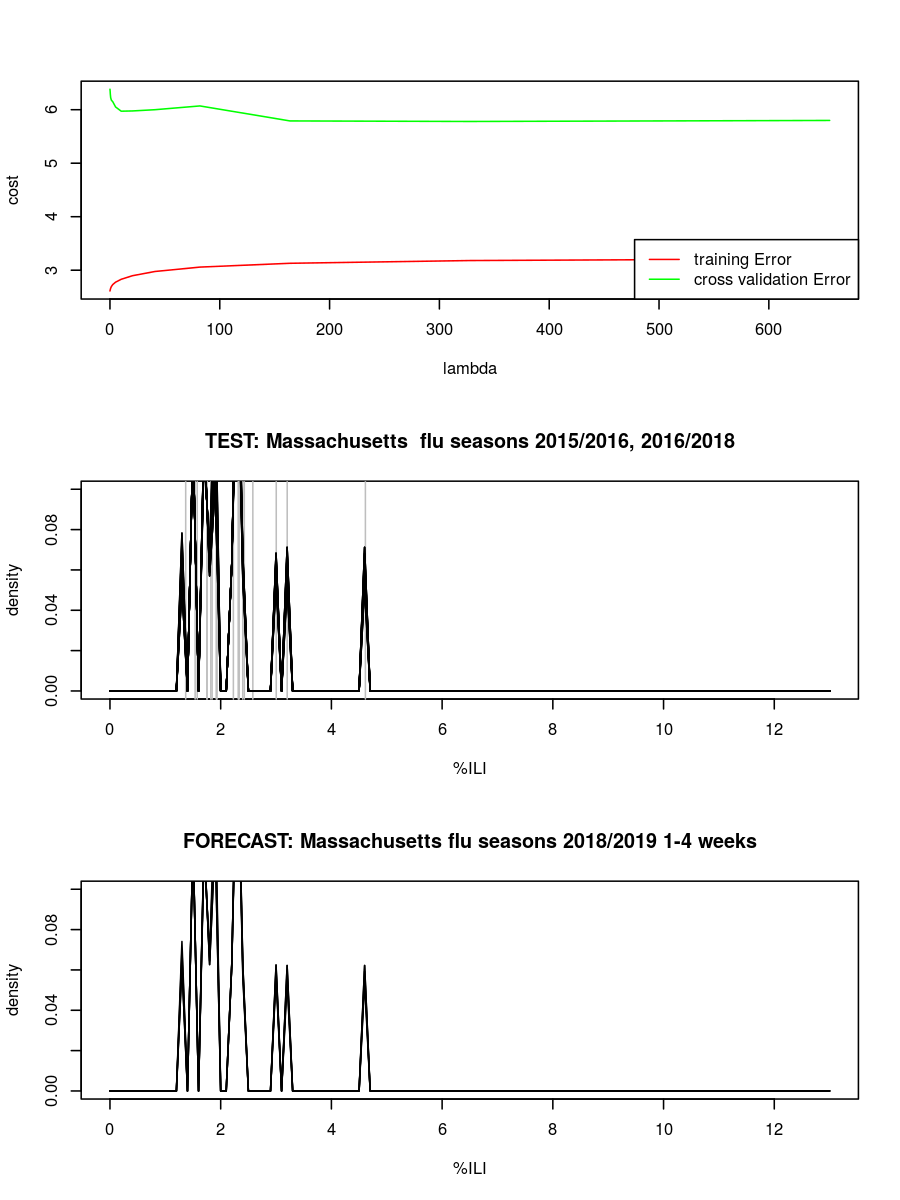 6
5
4
3
cost
training Error
cross validation Error
0 100 200 300 400 500 600
lambda
TEST: Massachusetts  flu seasons 2015/2016, 2016/2018
0.08
0.04
0.00
density
0 2 4 6 8 10 12
%ILI
FORECAST: Massachusetts flu seasons 2018/2019 1-4 weeks
0.08
0.04
0.00
density
0 2 4 6 8 10 12
%ILI